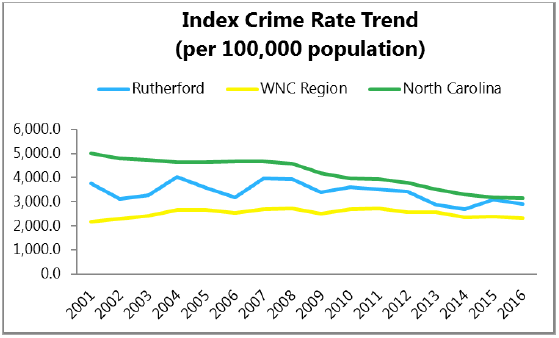 Index Crime Rate Trend
(per 100,000 population)
Rutherford WNC Region North Carolina
6,000.0
5,000.0
4,000.0
3,000.0
2,000.0
1,000.0
0.0
2001 2002 2003 2004 2005 2006 2007 2008 2009 2010 2011 2012 2013 2014 2015 2016